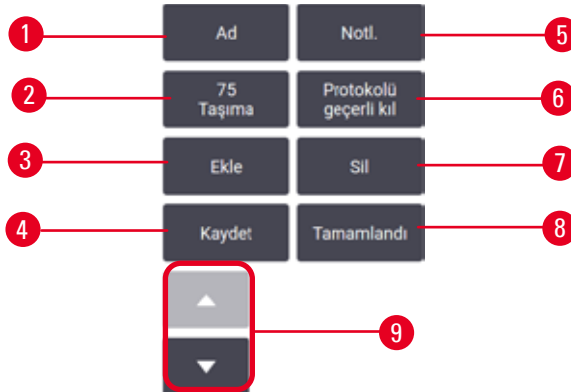 1
Ad
Notl.
5
2
75
Taşıma
Protokolü
geçerli kıl
6
3
Ekle
Sil
7
4
Kaydet
Tamamlandı
8
9